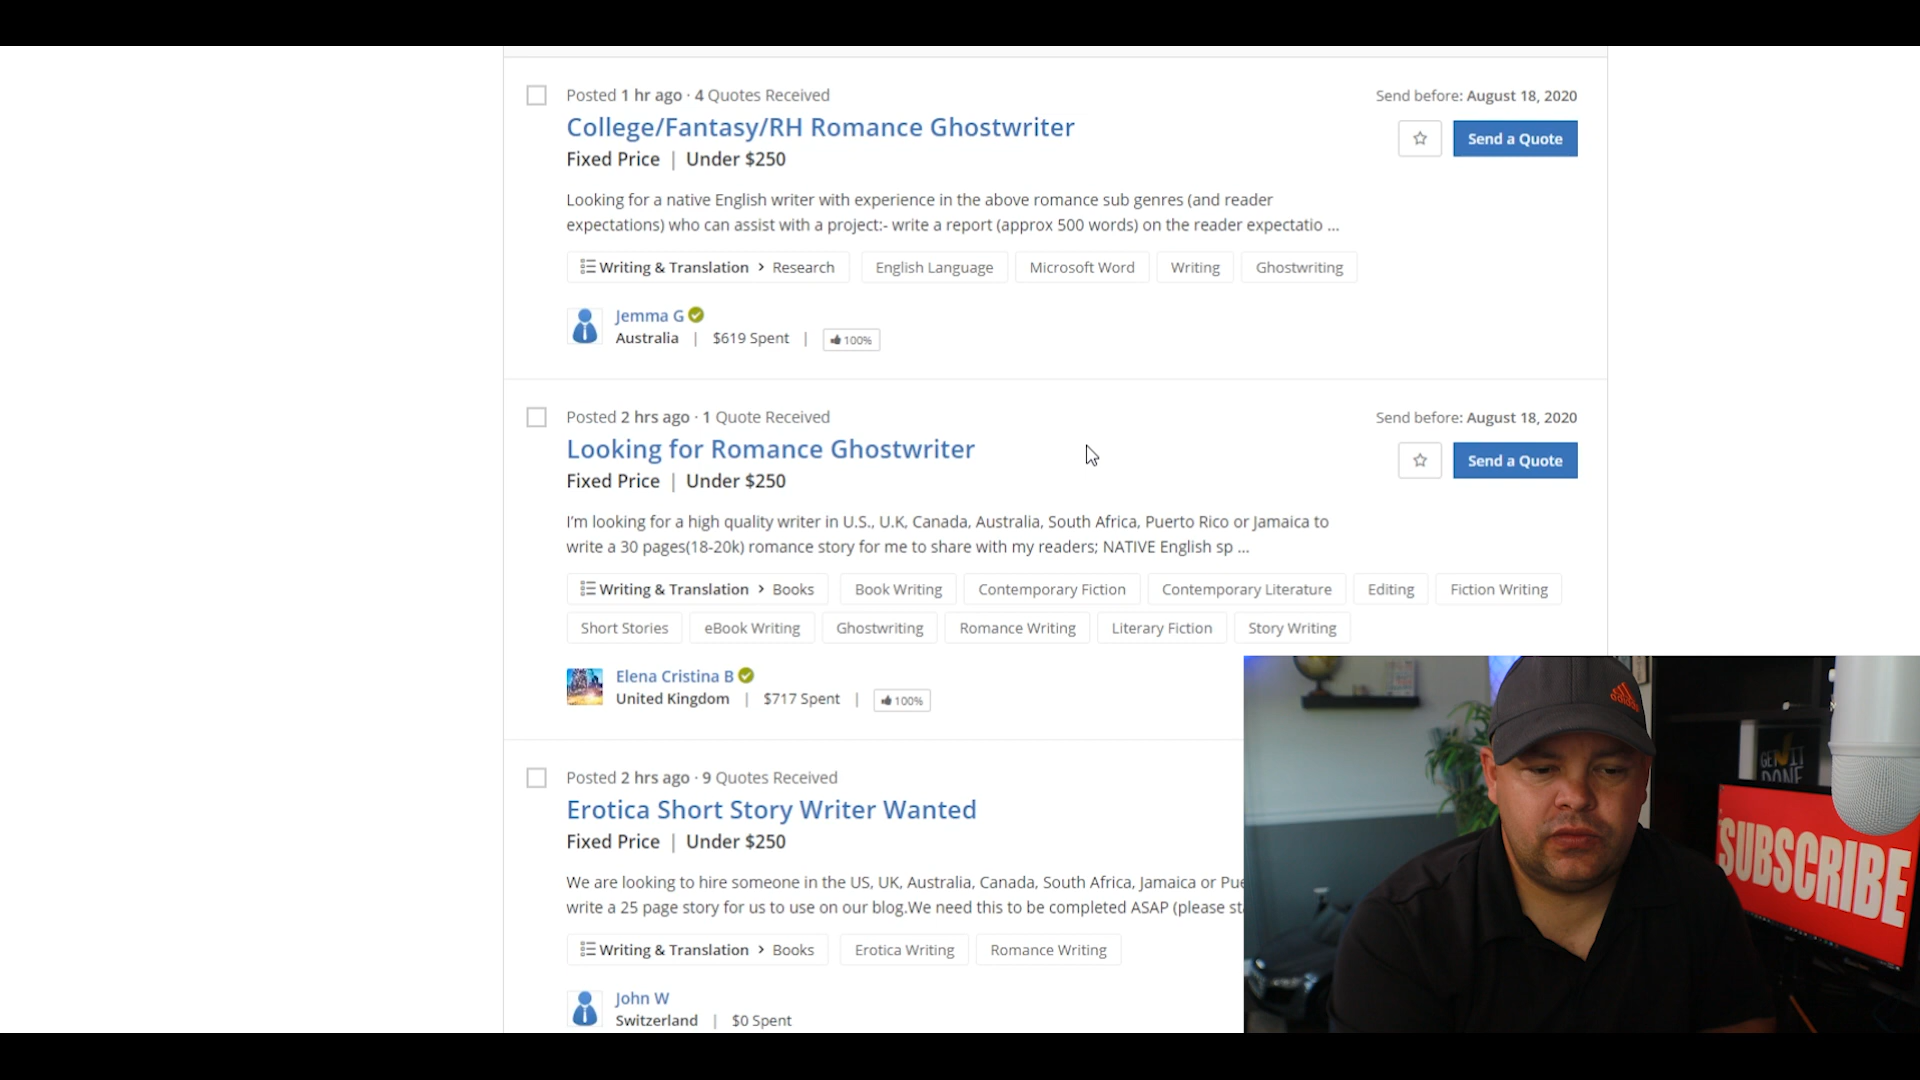 Posted 1 hr ago · 4 Quotes Received
Send before: August 18, 2020
College/Fantasy/RH Romance Ghostwriter
Send a Quote
Fixed Price | Under $250
Looking for a native English writer with experience in the above romance sub genres (and reader
expectations) who can assist with a project:- write a report (approx 500 words) on the reader expectatio ...
Writing & Translation > Research
English Language
Microsoft Word
Writing
Ghostwriting
Jemma G
Australia | $619 Spent | 100%
Posted 2 hrs ago · 1 Quote Received
Send before: August 18, 2020
Looking for Romance Ghostwriter
Send a Quote
Fixed Price | Under $250
I'm looking for a high quality writer in U.S., U.K, Canada, Australia, South Africa, Puerto Rico or Jamaica to
write a 30 pages(18-20k) romance story for me to share with my readers; NATIVE English sp ...
Writing & Translation > Books
Book Writing
Contemporary Fiction
Contemporary Literature
Editing
Fiction Writing
Short Stories
eBook Writing
Ghostwriting
Romance Writing
Literary Fiction
Story Writing
Elena Cristina B
United Kingdom | $717 Spent | 100%
Posted 2 hrs ago · 9 Quotes Received
Erotica Short Story Writer Wanted
Fixed Price | Under $250
We are looking to hire someone in the US, UK, Australia, Canada, South Africa, Jamaica or Pue
write a 25 page story for us to use on our blog.We need this to be completed ASAP (please sta
Writing & Translation > Books
Erotica Writing
Romance Writing
John W
Switzerland | $0 Spent
adidas
GET IT
DONE
SUBSCRIBE